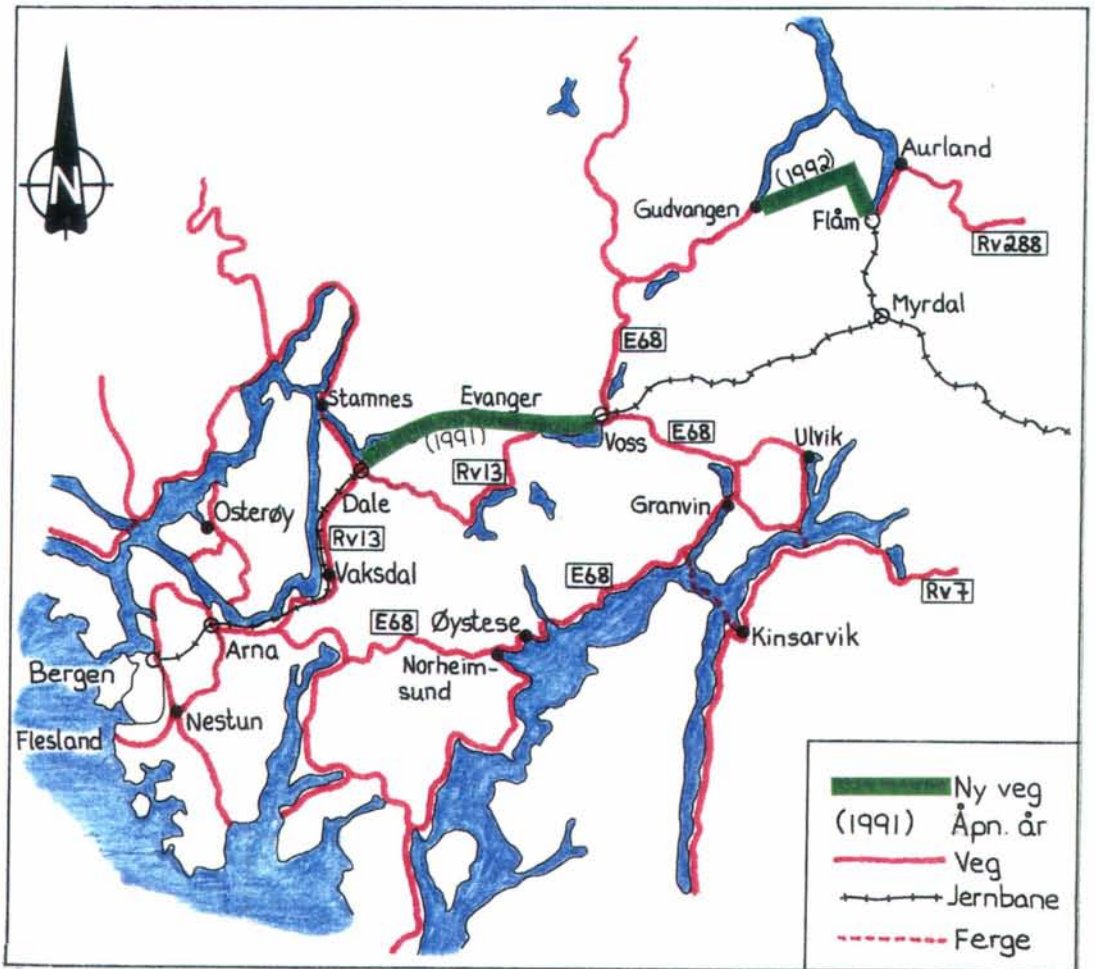 N
Aurland
(1992)
Gudvangen
Flåm
Rv288
Myrdal
E68
Stamnes
Evanger
(1991)
Voss
E68
Ulvik
Rv13
Dale
Granvin
Osterøy
Rv13
Vaksdal
E68
Rv7
E68
Øystese
Kinsarvik
Arna
Norheim-
sund
Bergen
Nestun
Flesland
Ny veg
(1991) Åpn. år
Veg
Jernbane
Ferge